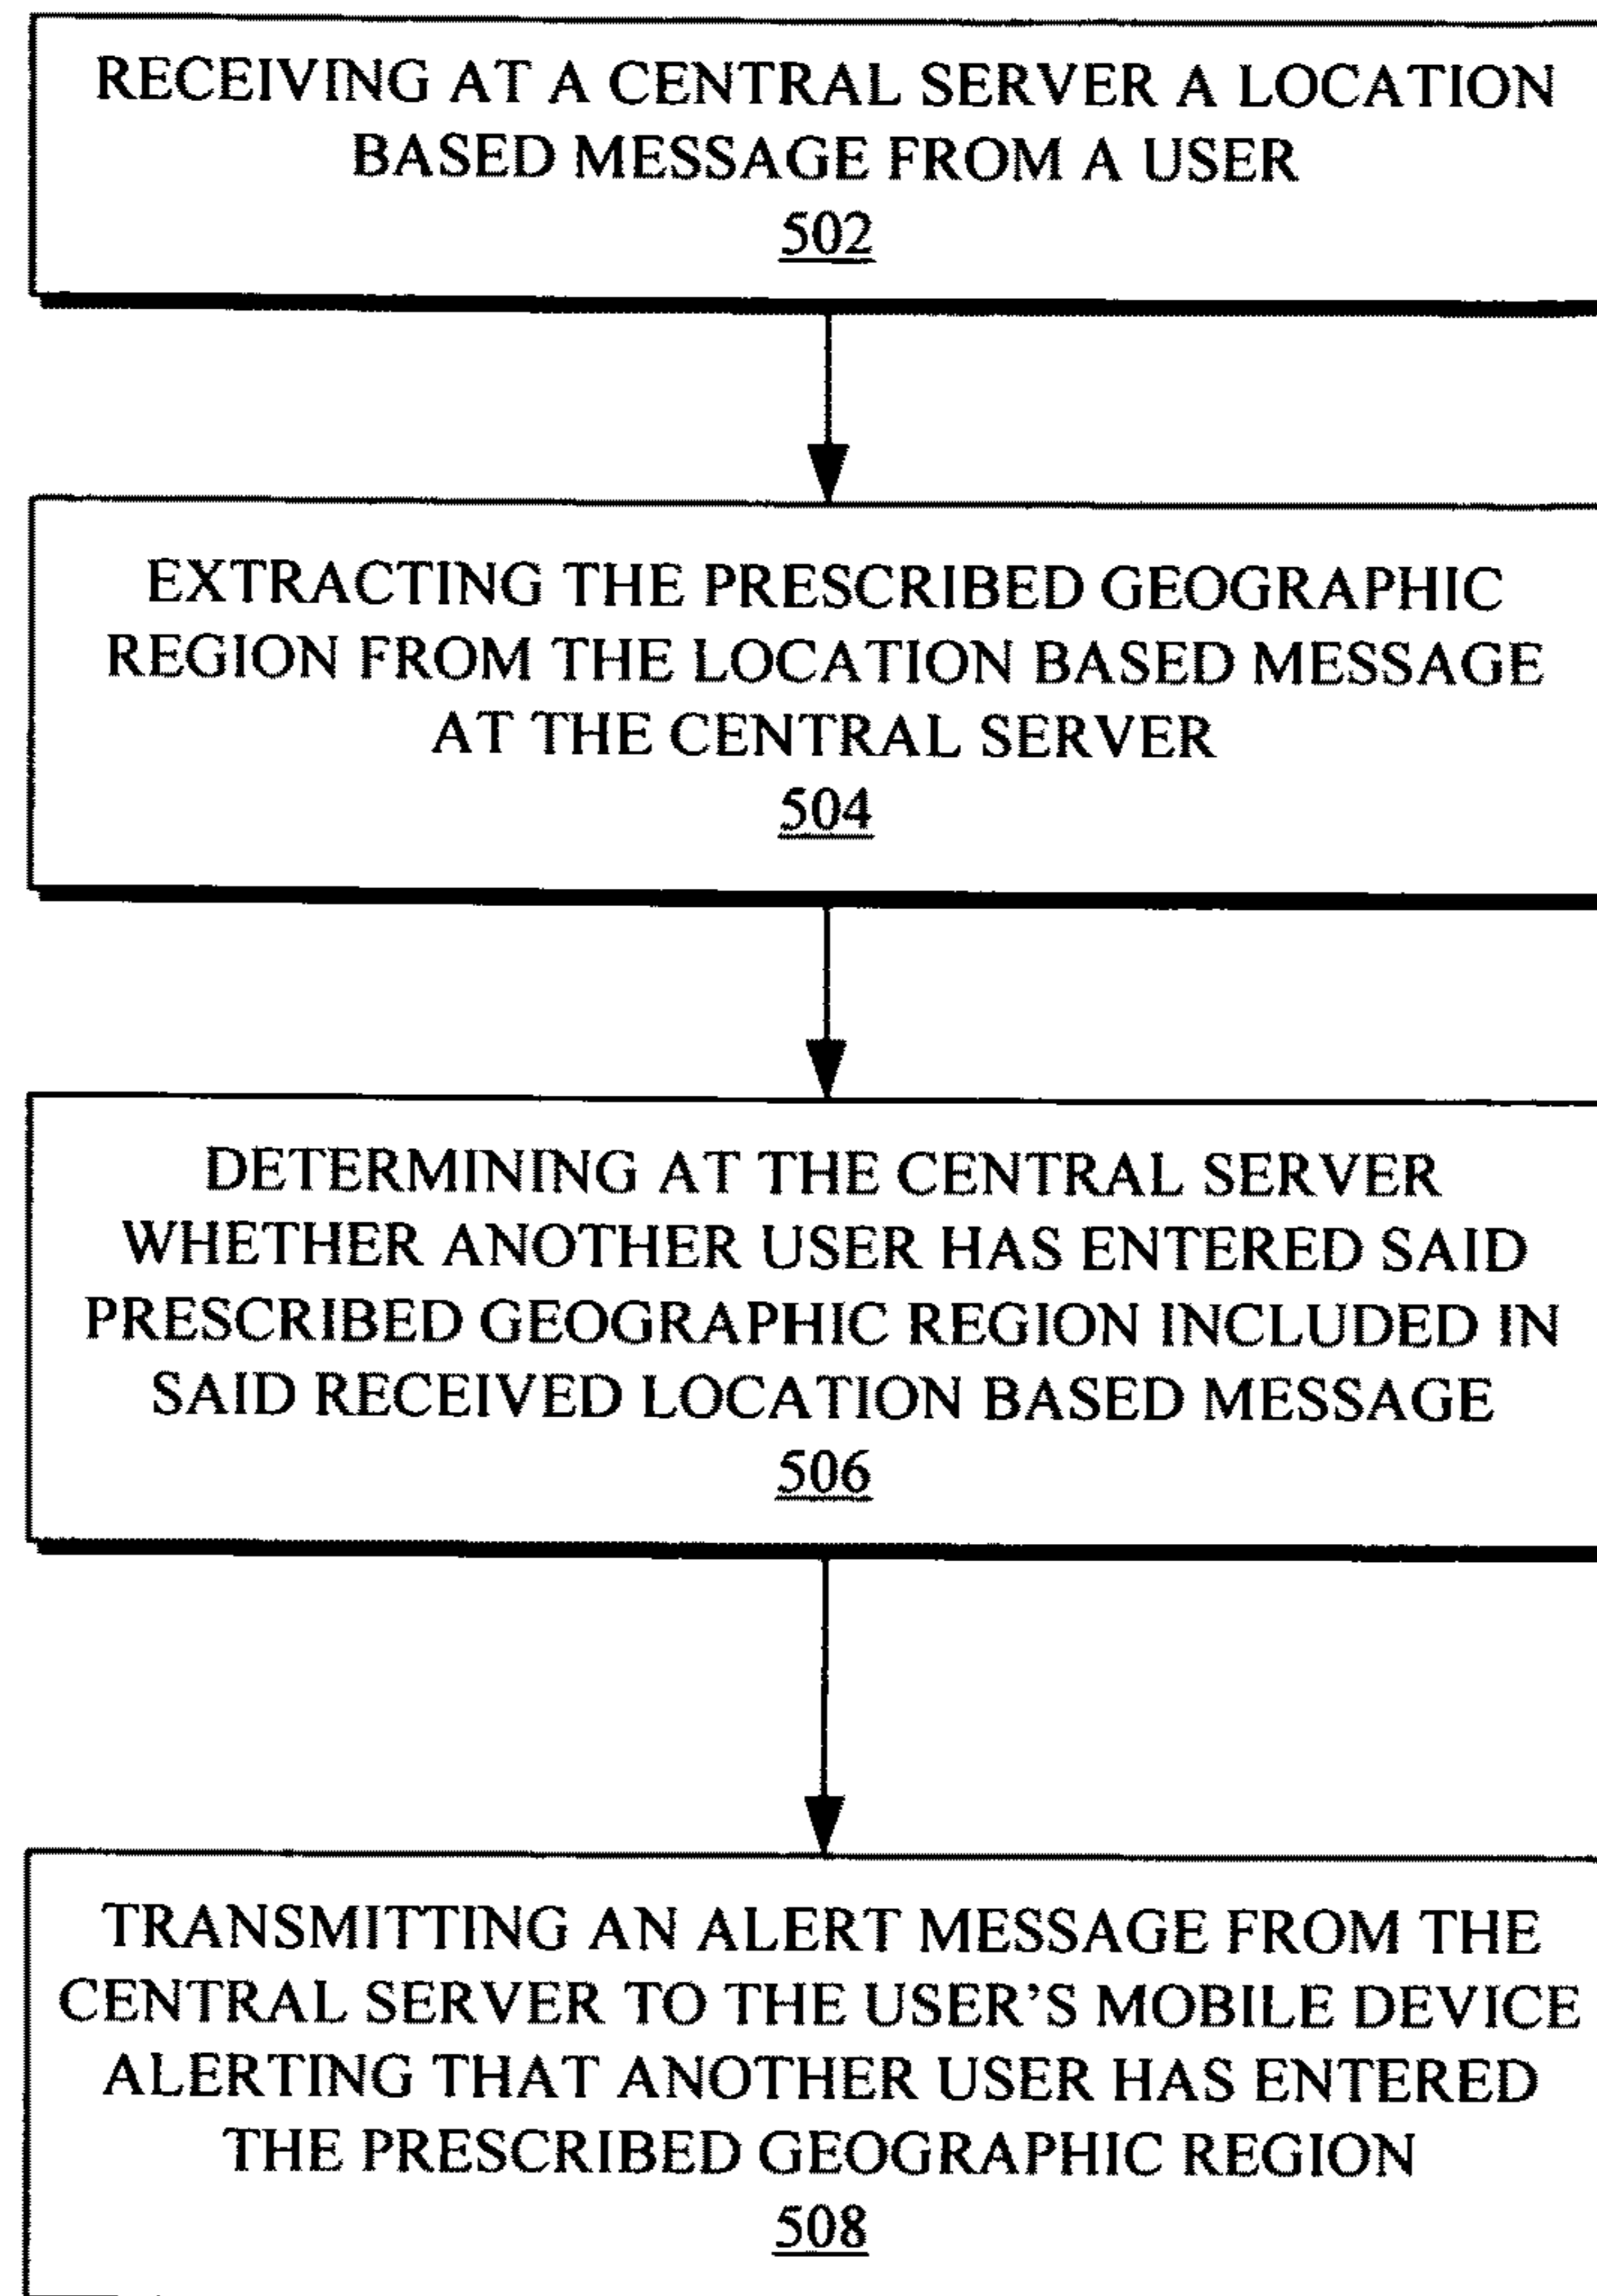 RECEIVING AT A CENTRAL SERVER A LOCATION
BASED MESSAGE FROM A USER
502
EXTRACTING THE PRESCRIBED GEOGRAPHIC
REGION FROM THE LOCATION BASED MESSAGE
AT THE CENTRAL SERVER
504
DETERMINING AT THE CENTRAL SERVER
WHETHER ANOTHER USER HAS ENTERED SAID
PRESCRIBED GEOGRAPHIC REGION INCLUDED IN
SAID RECEIVED LOCATION BASED MESSAGE
506
TRANSMITTING AN ALERT MESSAGE FROM THE
CENTRAL SERVER TO THE USER'S MOBILE DEVICE
ALERTING THAT ANOTHER USER HAS ENTERED
THE PRESCRIBED GEOGRAPHIC REGION
508